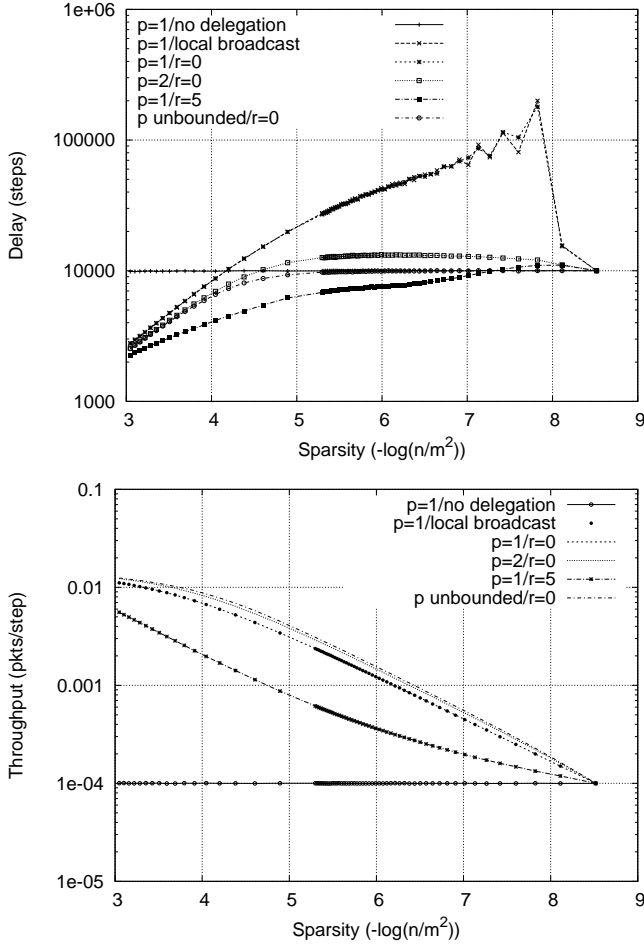 1e+06
p=1/no delegation
p=1/local broadcast
p=1/r=0
p=2/r=0
p=1/r=5
p unbounded/r=0
100000
10000
1000
Delay (steps)
3 4 5 6 7 8 9
Sparsity (-log(n/m²))
0.1
p=1/no delegation
p=1/local broadcast
p=1/r=0
p=2/r=0
p=1/r=5
p unbounded/r=0
0.01
0.001
1e-04
1e-05
Throughput (pkts/step)
3 4 5 6 7 8 9
Sparsity (-log(n/m²))